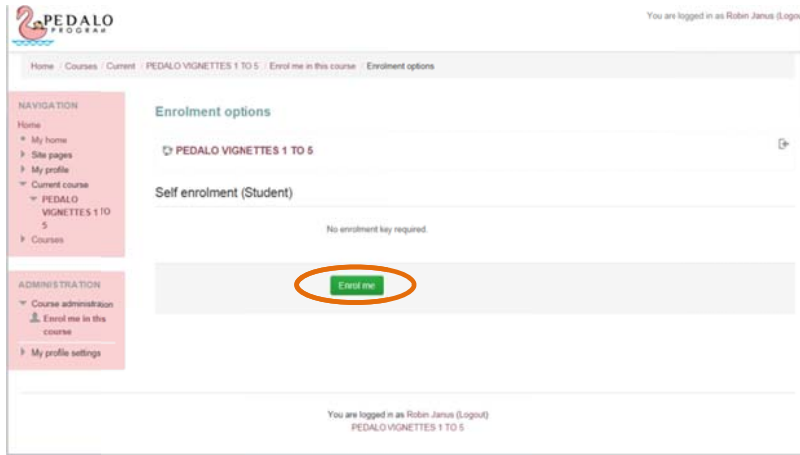 PEDALO
PROGRAM
You are logged in as Robin Janus (Logou
Home / Courses / Current / PEDALO VIGNETTES 1 TO 5 / Enrol me in this course / Enrolment options
NAVIGATION
Home
My home
Site pages
My profile
Current course
PEDALO
VIGNETTES 1 TO
5
Courses
ADMINISTRATION
Course administration
Enrol me in this
course
My profile settings
Enrolment options
PEDALO VIGNETTES 1 TO 5
Self enrolment (Student)
No enrolment key required.
Enrol me
You are logged in as Robin Janus (Logout)
PEDALO VIGNETTES 1 TO 5